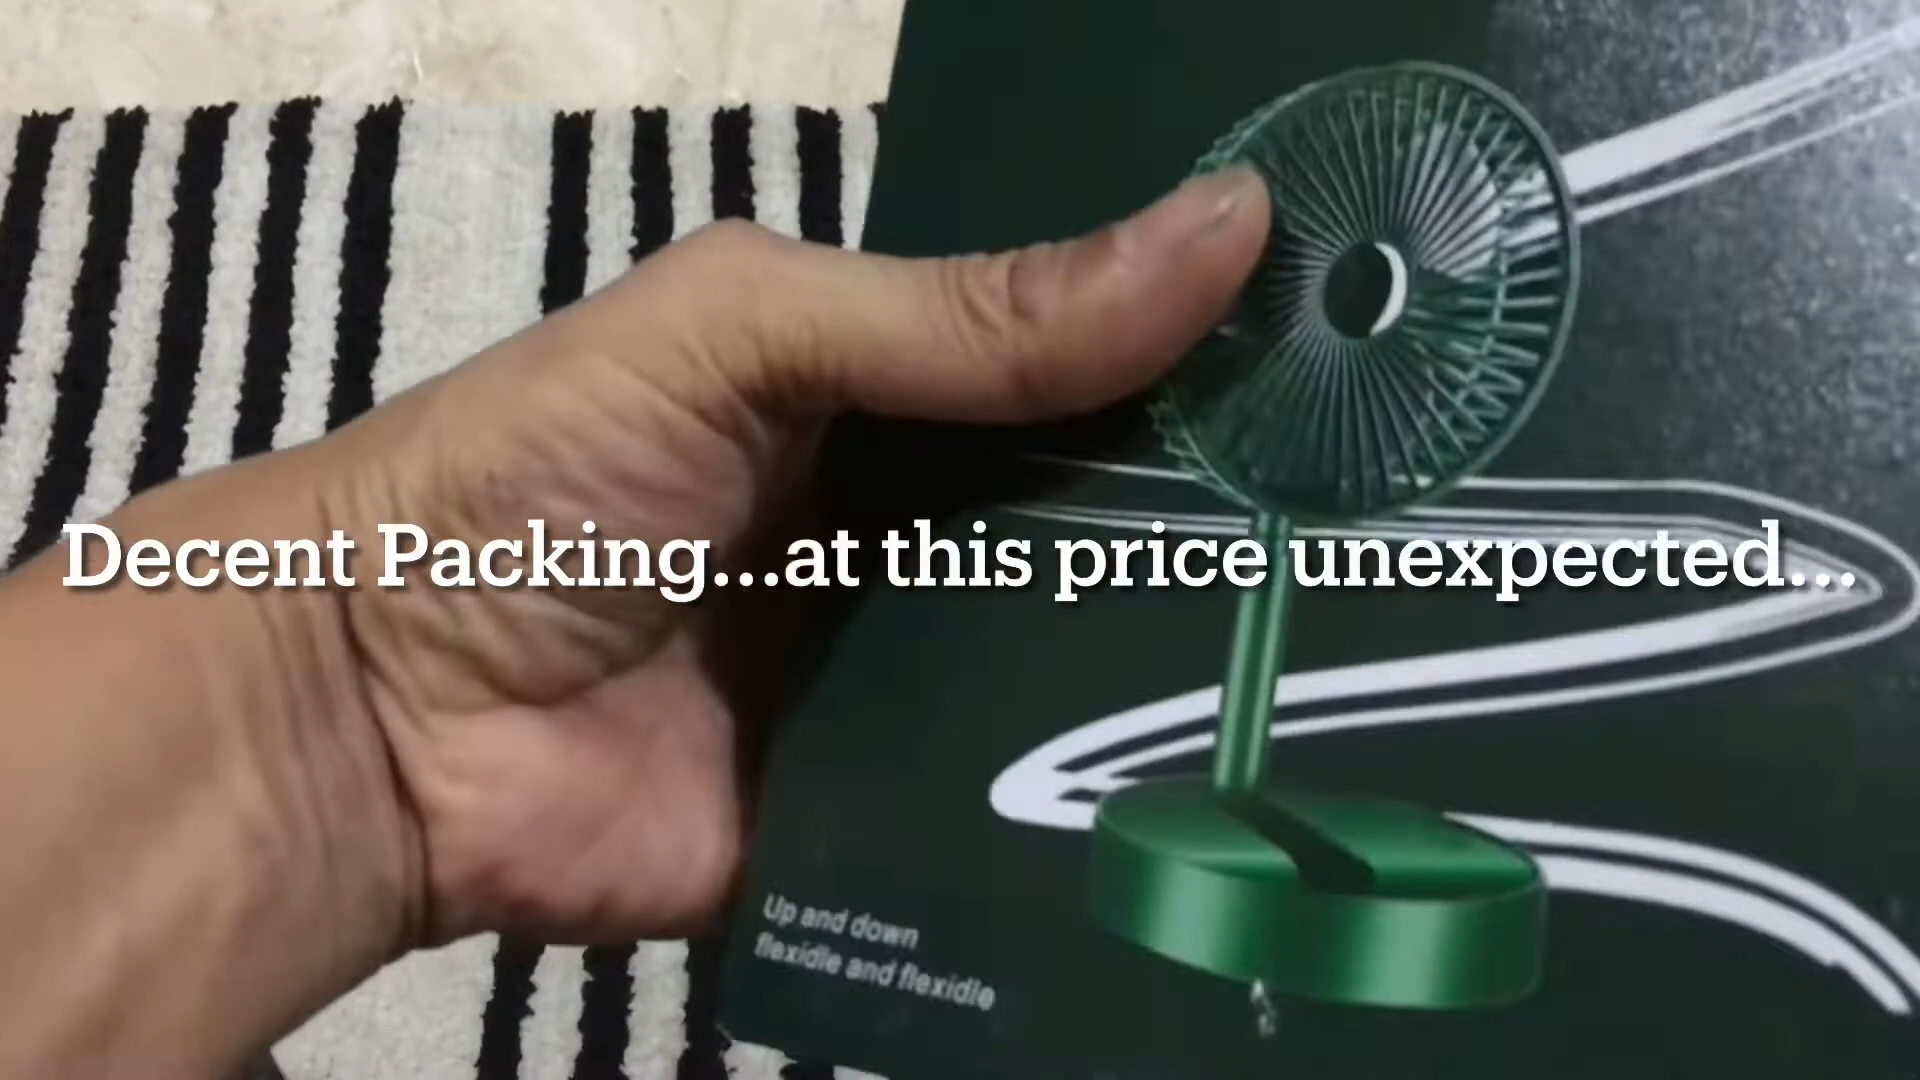 Decent Packing...at this price unexpected...
Up and down
flexidle and flexidle